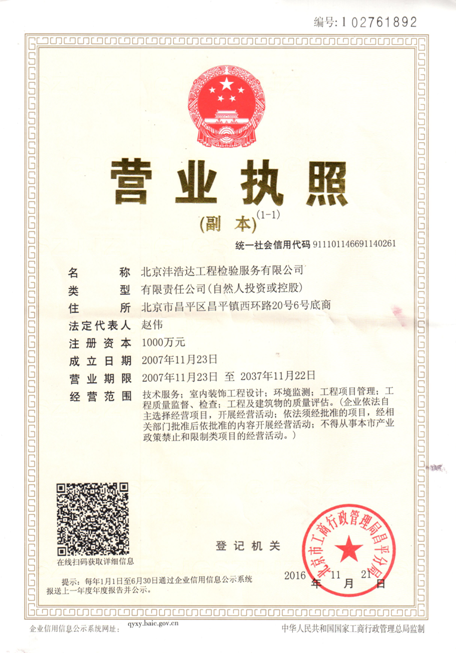 编号:I 02761892
营业执照
(副 本)(1-1)
统一社会信用代码 911101146691140261
名 称 北京沣浩达工程检验服务有限公司
类 型 有限责任公司(自然人投资或控股)
住 所 北京市昌平区昌平镇西环路20号6号底商
法定代表人 赵伟
注册资本 1000万元
成立日期 2007年11月23日
营业期限 2007年11月23日 至 2037年11月22日
经营范围 技术服务；室内装饰工程设计；环境监测；工程项目管理；工
程质量监督、检查；工程及建筑物的质量评估。(企业依法自
主选择经营项目，开展经营活动；依法须经批准的项目，经相
关部门批准后依批准的内容开展经营活动；不得从事本市产业
政策禁止和限制类项目的经营活动。)
在线扫码获取详细信息
登记机关
北京市工商行政管理局昌平分局
2016 年 11 月 21 日
提示：每年1月1日至6月30日通过企业信用信息公示系统
报送上一年度年度报告并公示。
企业信用信息公示系统网址： qyxy.baic.gov.cn
中华人民共和国国家工商行政管理总局监制